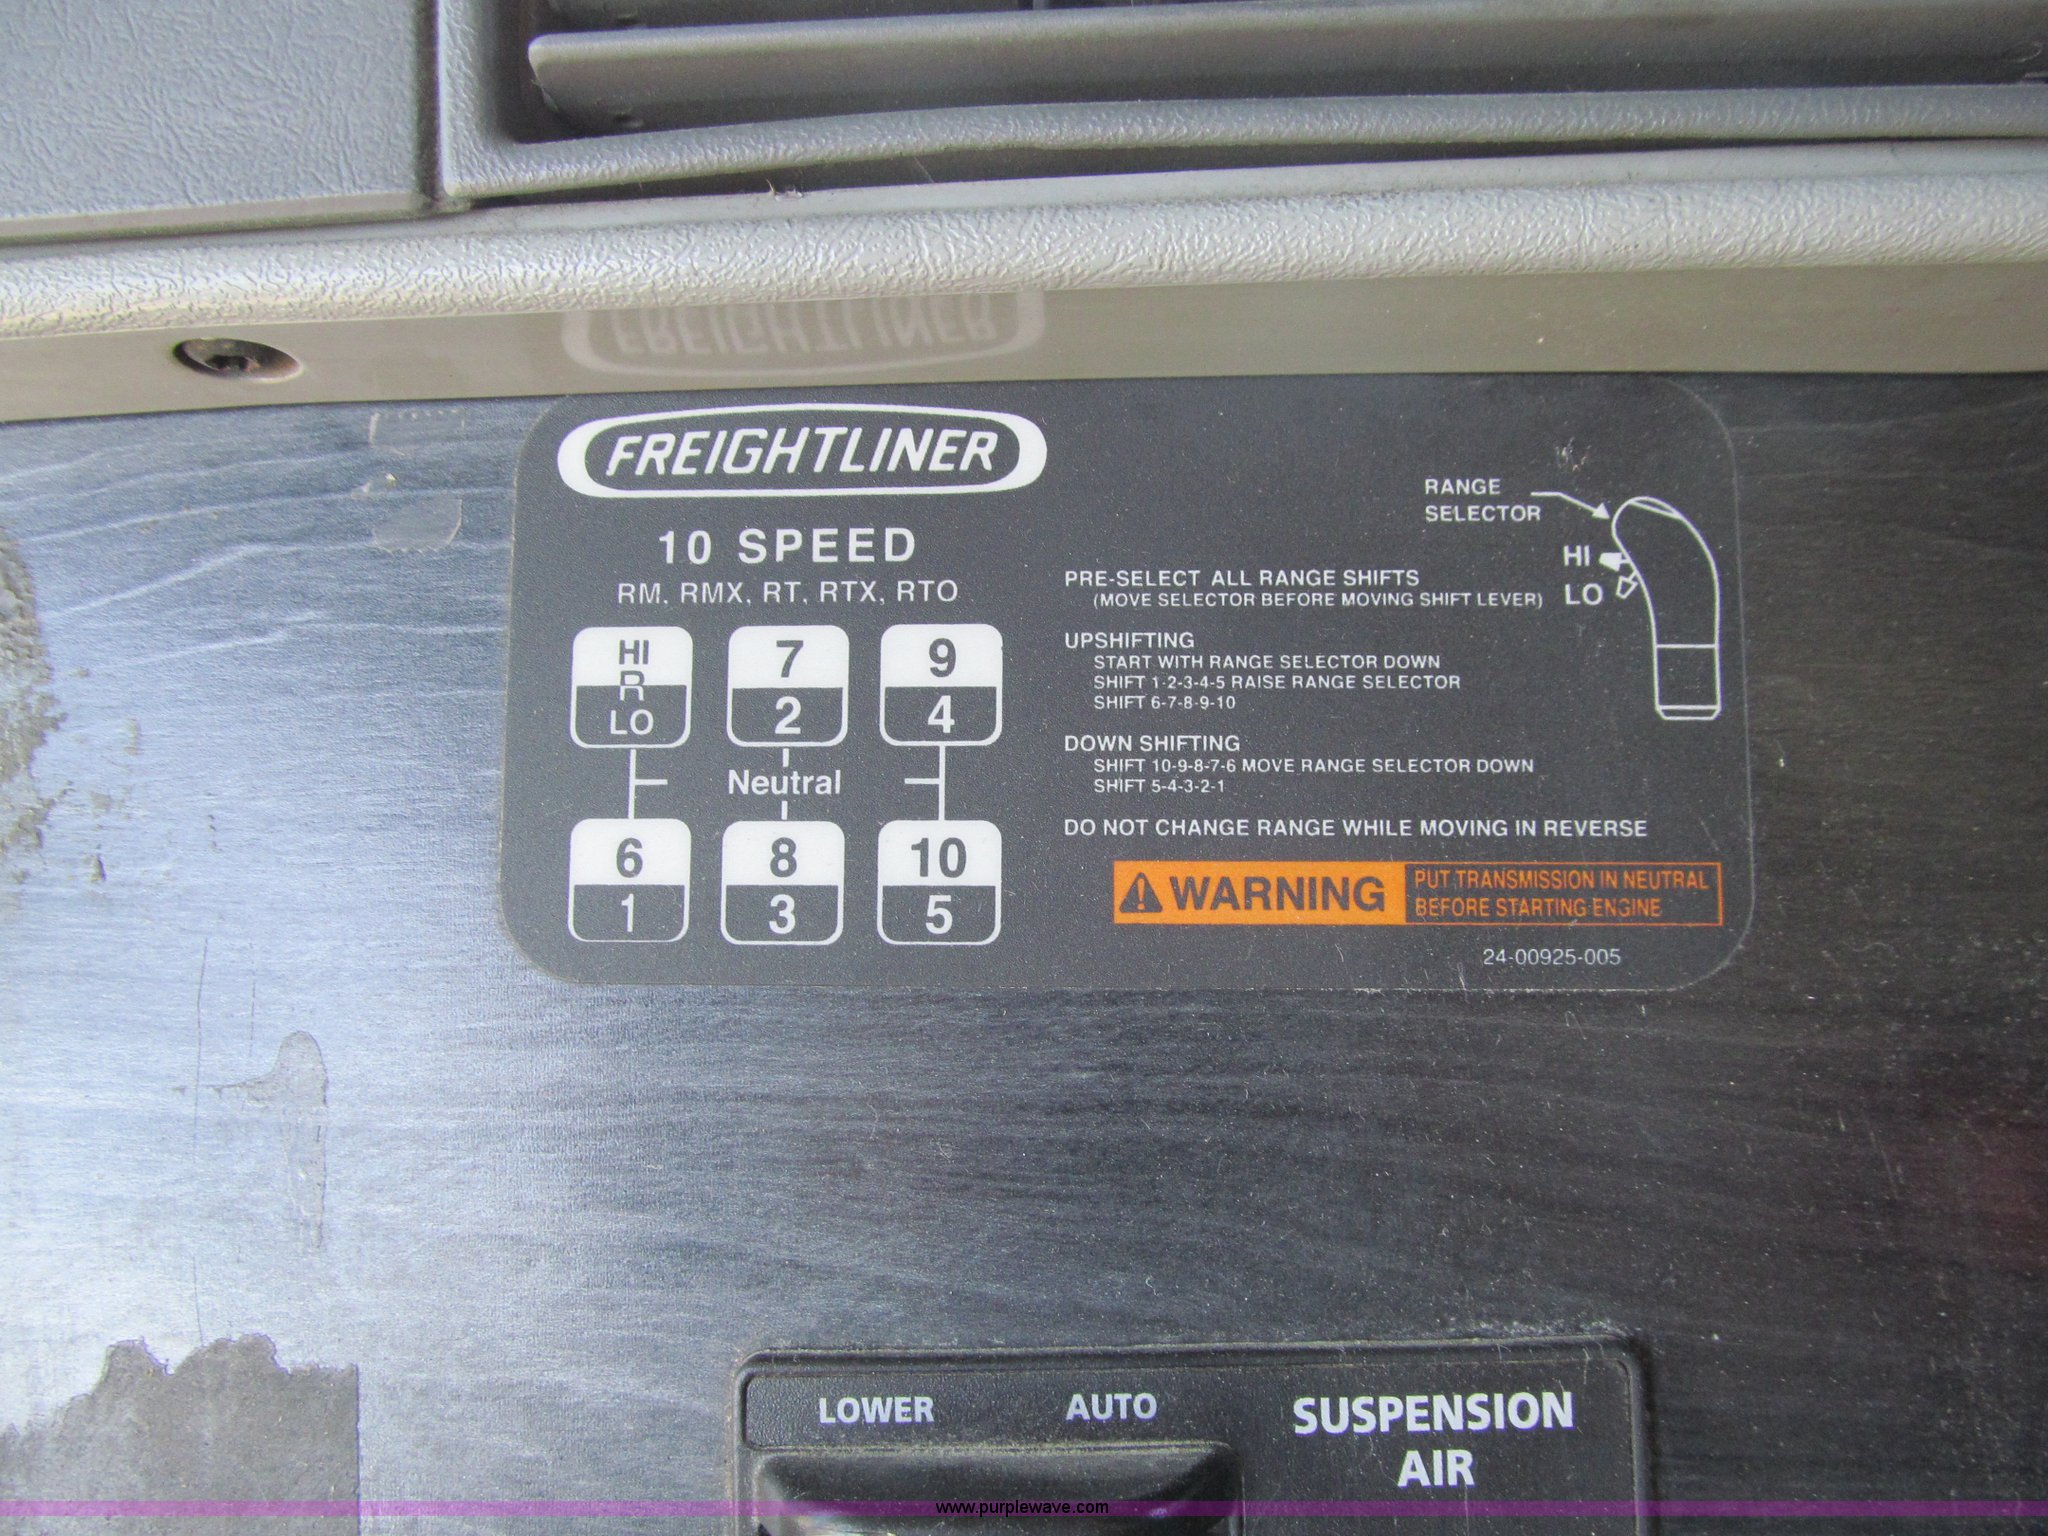 FREIGHTLINER
10 SPEED
RM, RMX, RT, RTX, RTO
HI
R
LO
7
2
9
4
Neutral
6
1
8
3
10
5
RANGE
SELECTOR
HI
LO
PRE-SELECT ALL RANGE SHIFTS
(MOVE SELECTOR BEFORE MOVING SHIFT LEVER)
UPSHIFTING
START WITH RANGE SELECTOR DOWN
SHIFT 1-2-3-4-5 RAISE RANGE SELECTOR
SHIFT 6-7-8-9-10
DOWN SHIFTING
SHIFT 10-9-8-7-6 MOVE RANGE SELECTOR DOWN
SHIFT 5-4-3-2-1
DO NOT CHANGE RANGE WHILE MOVING IN REVERSE
WARNING
PUT TRANSMISSION IN NEUTRAL
BEFORE STARTING ENGINE
24-00925-005
LOWER AUTO
SUSPENSION
AIR
www.purplewave.com